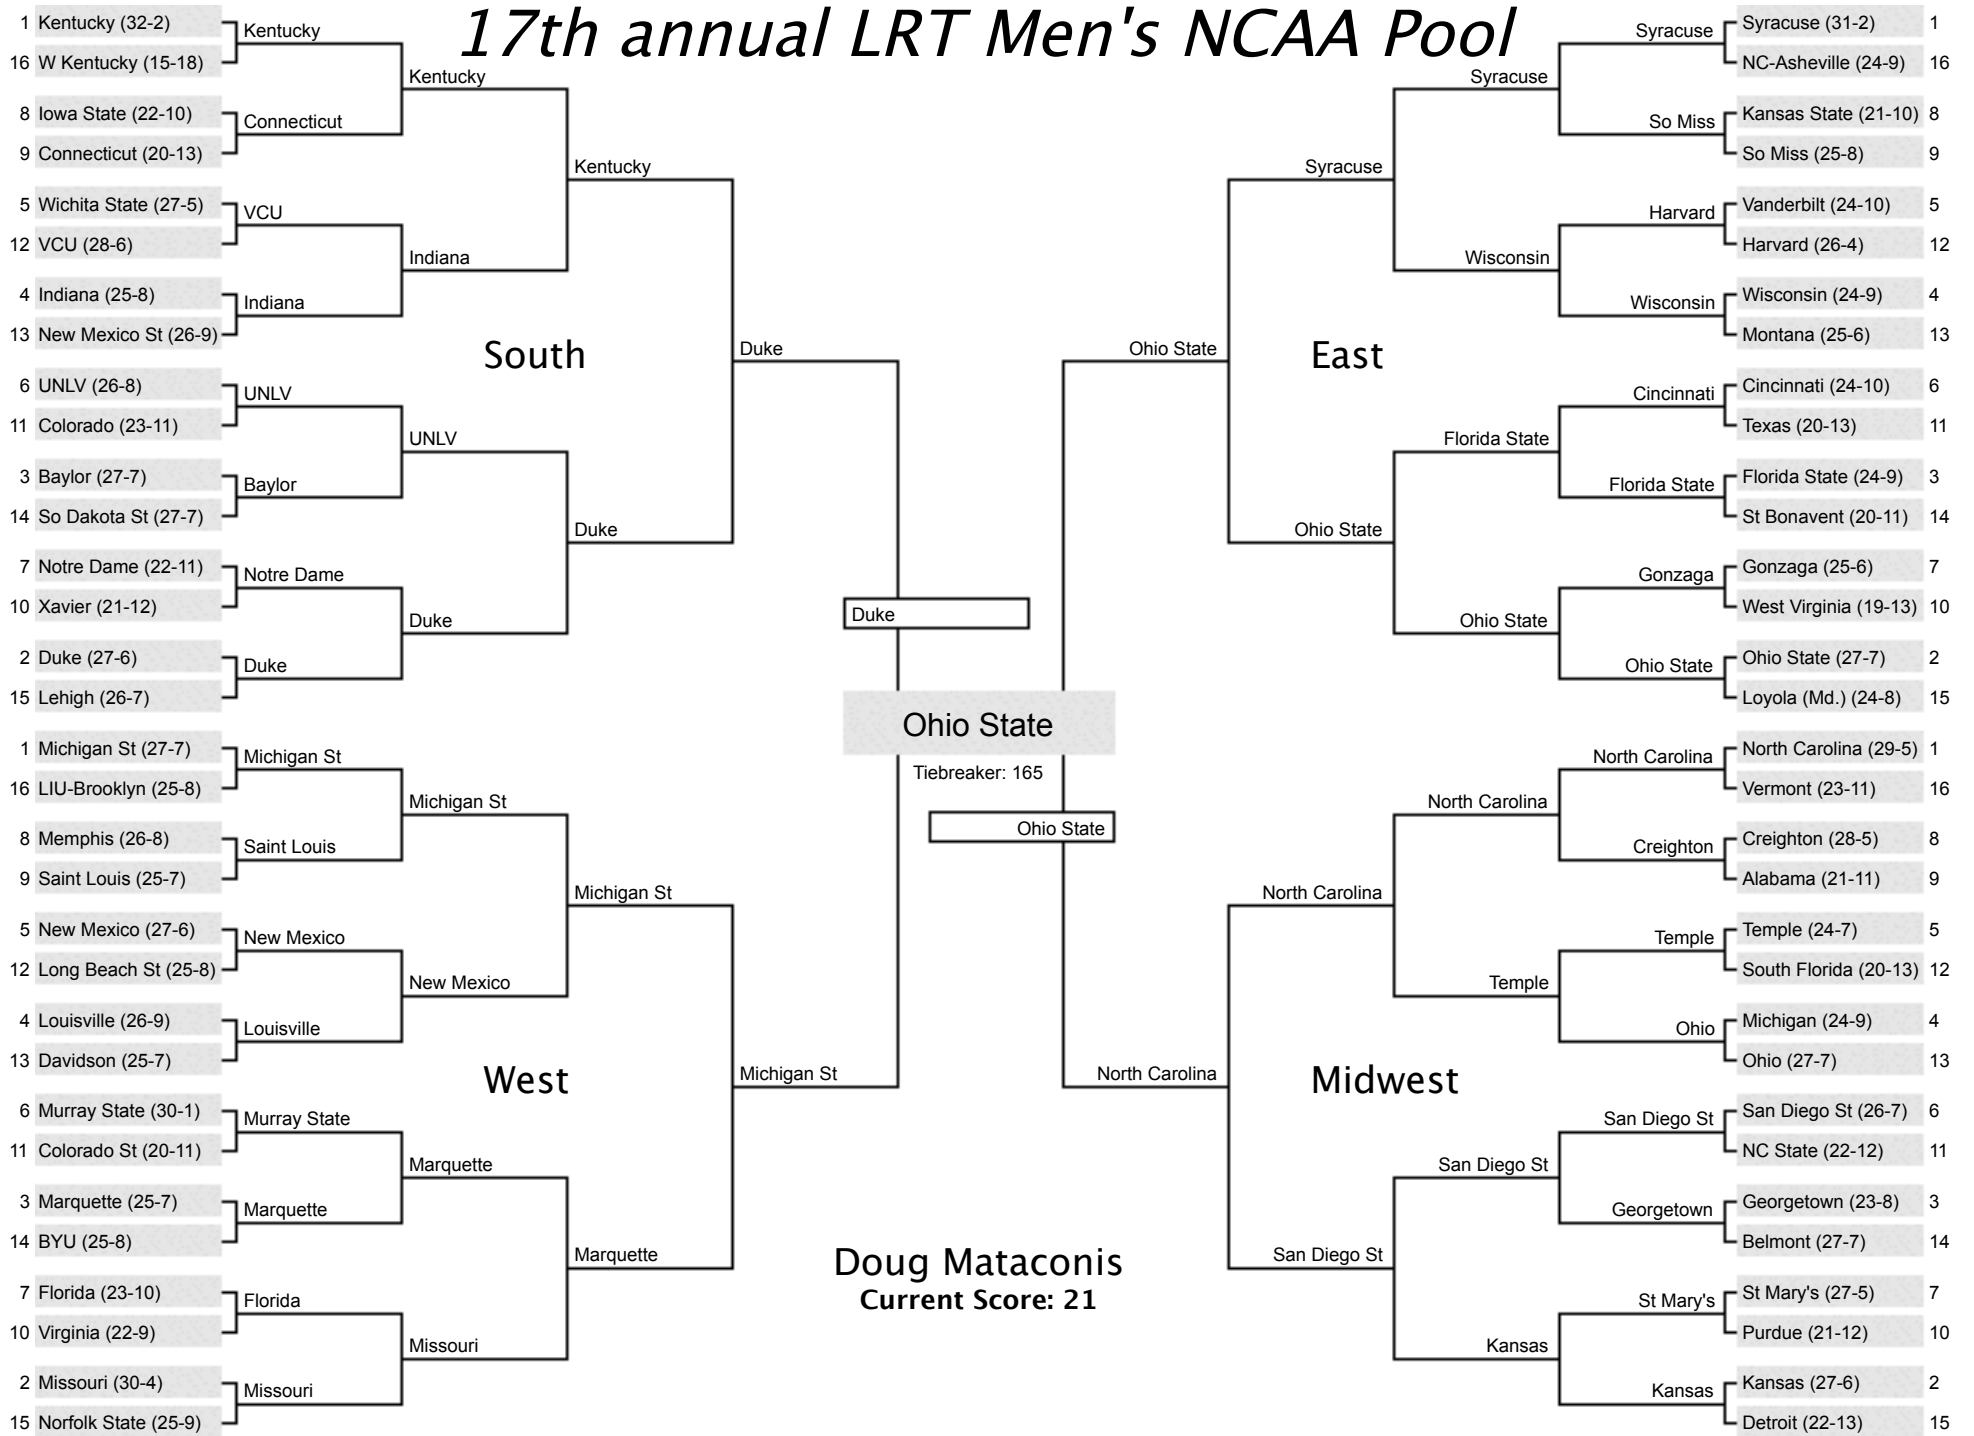 17th annual LRT Men's NCAA Pool
1 Kentucky (32-2)
16 W Kentucky (15-18)
8 Iowa State (22-10)
9 Connecticut (20-13)
5 Wichita State (27-5)
12 VCU (28-6)
4 Indiana (25-8)
13 New Mexico St (26-9)
6 UNLV (26-8)
11 Colorado (23-11)
3 Baylor (27-7)
14 So Dakota St (27-7)
7 Notre Dame (22-11)
10 Xavier (21-12)
2 Duke (27-6)
15 Lehigh (26-7)
Kentucky
Connecticut
VCU
Indiana
UNLV
Baylor
Notre Dame
Duke
Kentucky
Indiana
UNLV
Duke
Kentucky
Duke
Duke
South
1 Michigan St (27-7)
16 LIU-Brooklyn (25-8)
8 Memphis (26-8)
9 Saint Louis (25-7)
5 New Mexico (27-6)
12 Long Beach St (25-8)
4 Louisville (26-9)
13 Davidson (25-7)
6 Murray State (30-1)
11 Colorado St (20-11)
3 Marquette (25-7)
14 BYU (25-8)
7 Florida (23-10)
10 Virginia (22-9)
2 Missouri (30-4)
15 Norfolk State (25-9)
Michigan St
Saint Louis
New Mexico
Louisville
Murray State
Marquette
Florida
Missouri
Michigan St
New Mexico
Marquette
Missouri
Michigan St
Marquette
Michigan St
West
Duke
Ohio State
Tiebreaker: 165
Ohio State
Doug Mataconis
Current Score: 21
Syracuse (31-2) 1
NC-Asheville (24-9) 16
Kansas State (21-10) 8
So Miss (25-8) 9
Vanderbilt (24-10) 5
Harvard (26-4) 12
Wisconsin (24-9) 4
Montana (25-6) 13
Cincinnati (24-10) 6
Texas (20-13) 11
Florida State (24-9) 3
St Bonavent (20-11) 14
Gonzaga (25-6) 7
West Virginia (19-13) 10
Ohio State (27-7) 2
Loyola (Md.) (24-8) 15
Syracuse
So Miss
Harvard
Wisconsin
Cincinnati
Florida State
Gonzaga
Ohio State
Syracuse
Wisconsin
Florida State
Ohio State
Syracuse
Ohio State
Ohio State
East
North Carolina (29-5) 1
Vermont (23-11) 16
Creighton (28-5) 8
Alabama (21-11) 9
Temple (24-7) 5
South Florida (20-13) 12
Michigan (24-9) 4
Ohio (27-7) 13
San Diego St (26-7) 6
NC State (22-12) 11
Georgetown (23-8) 3
Belmont (27-7) 14
St Mary's (27-5) 7
Purdue (21-12) 10
Kansas (27-6) 2
Detroit (22-13) 15
North Carolina
Creighton
Temple
Ohio
San Diego St
Georgetown
St Mary's
Kansas
North Carolina
Temple
San Diego St
Kansas
North Carolina
San Diego St
North Carolina
Midwest